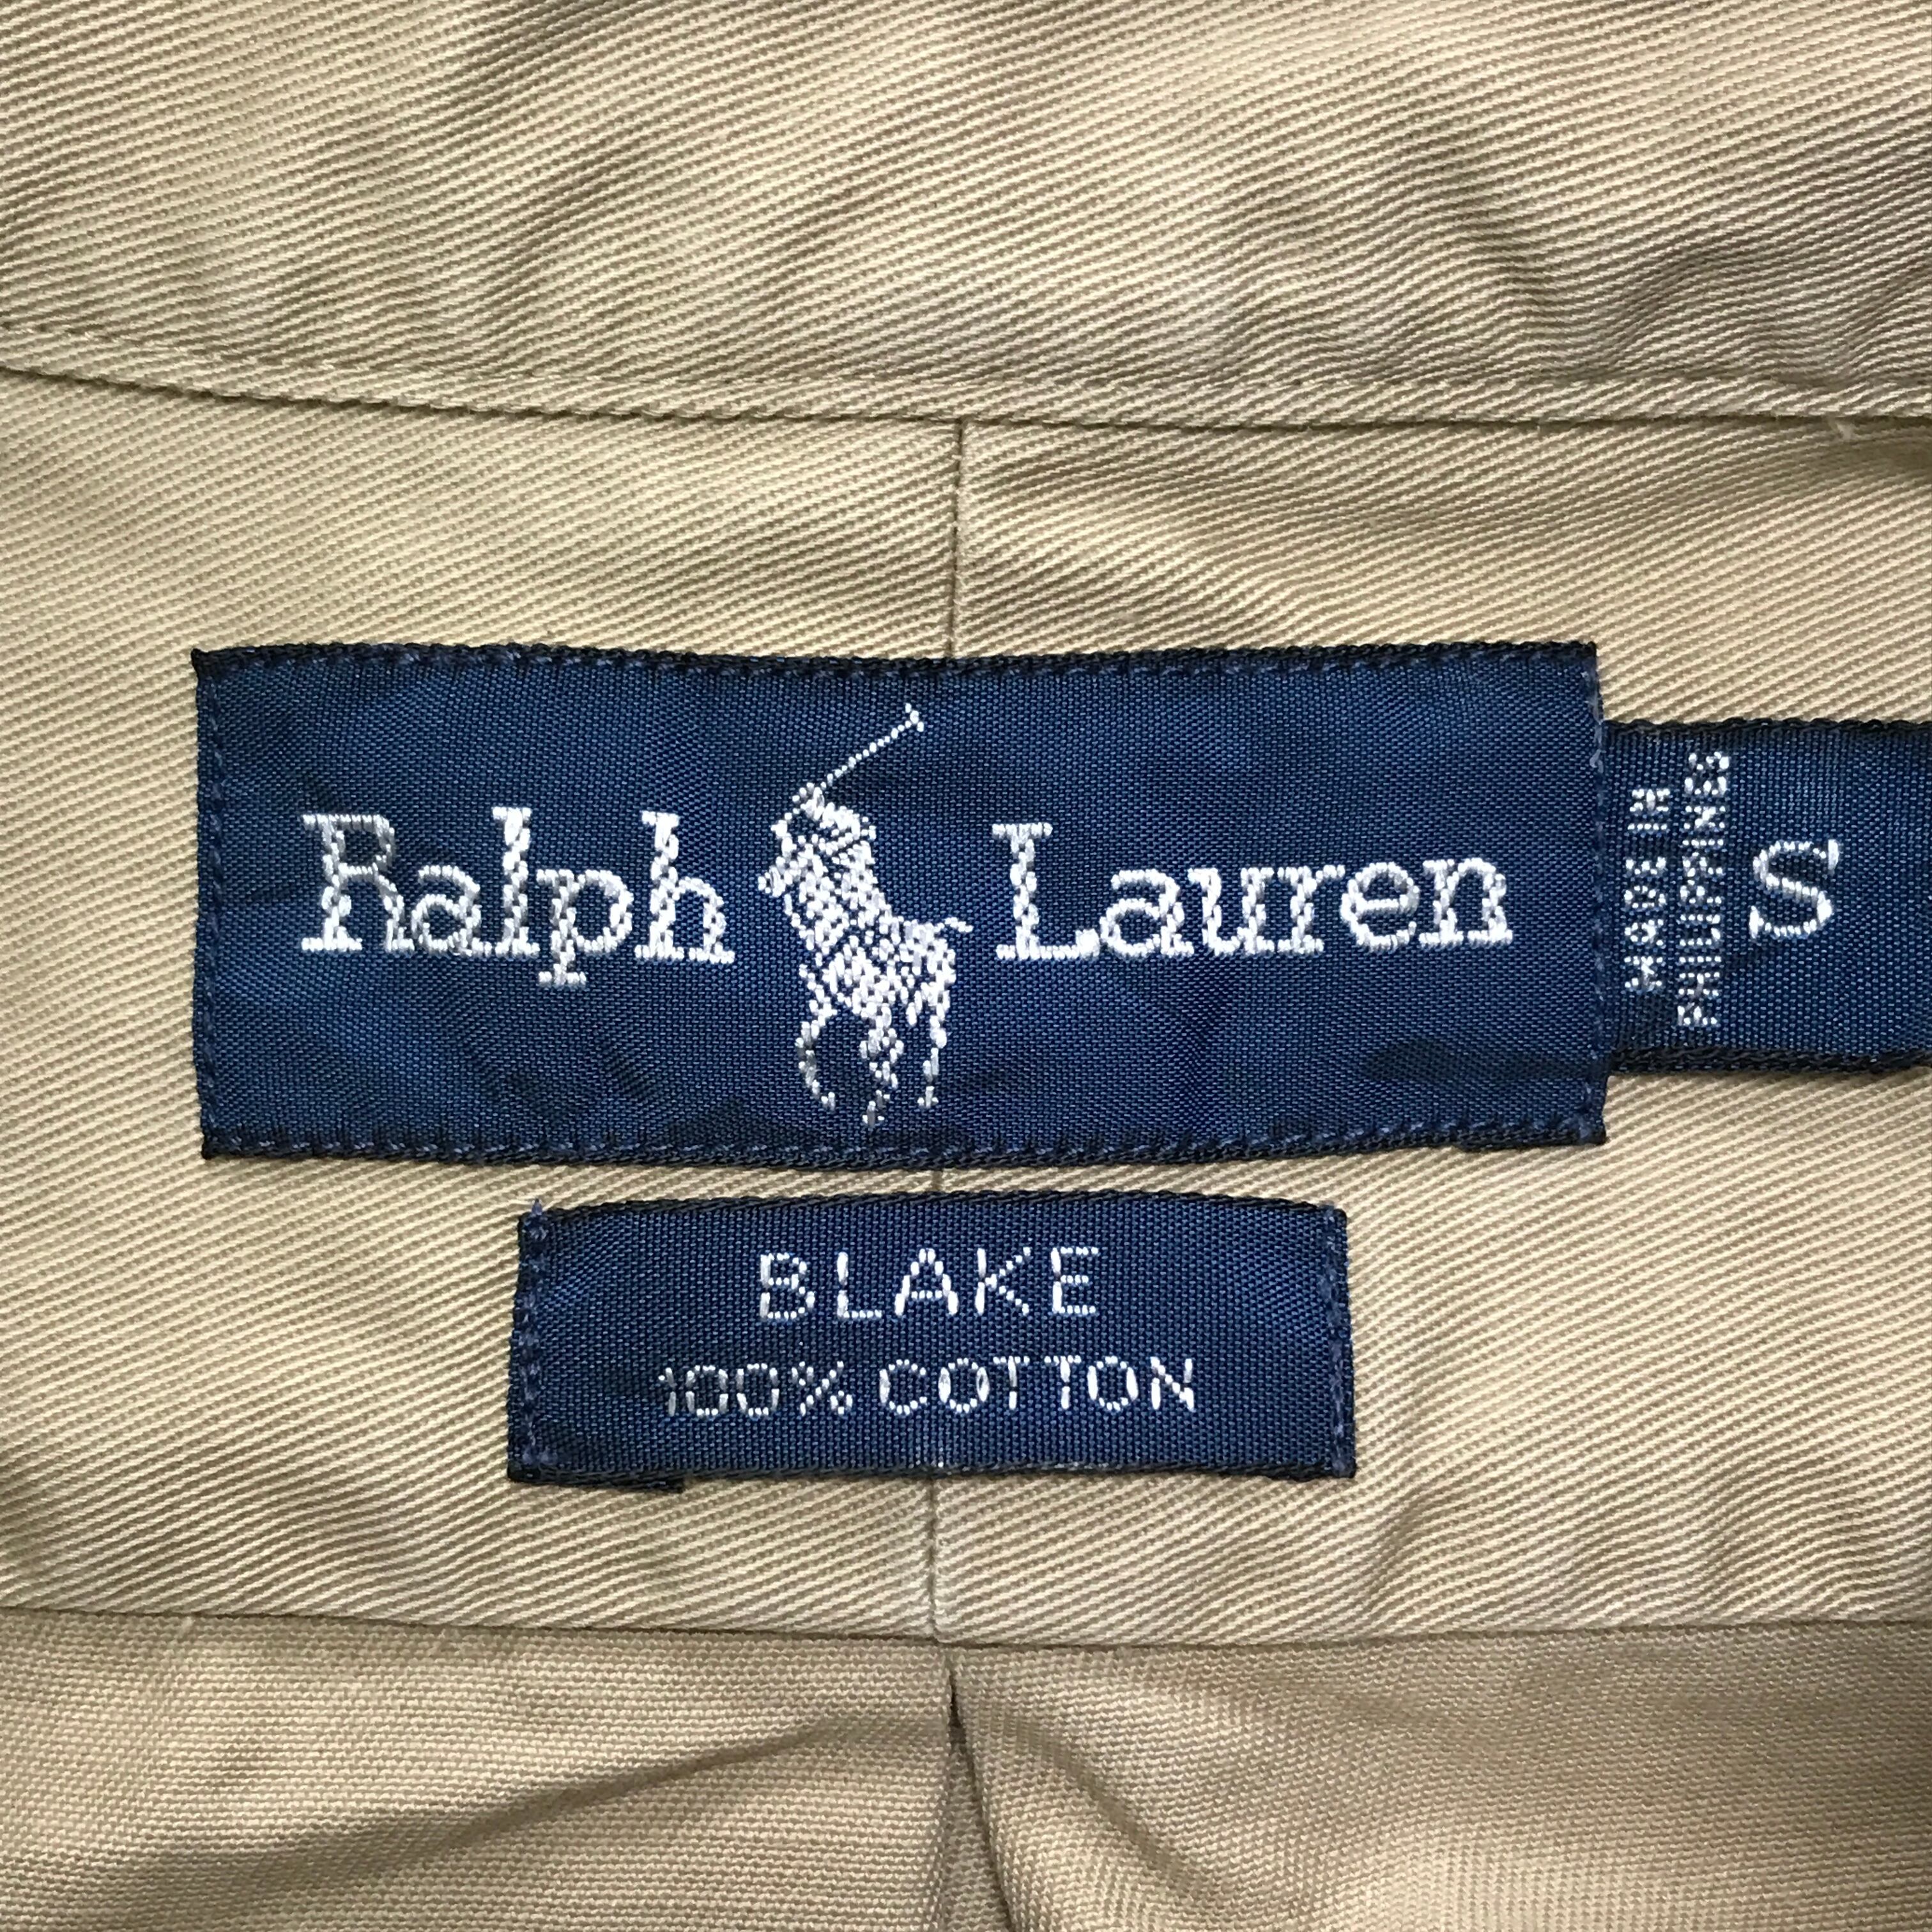 Ralph Lauren
MADE IN
PHILIPPINES
S
BLAKE
100% COTTON